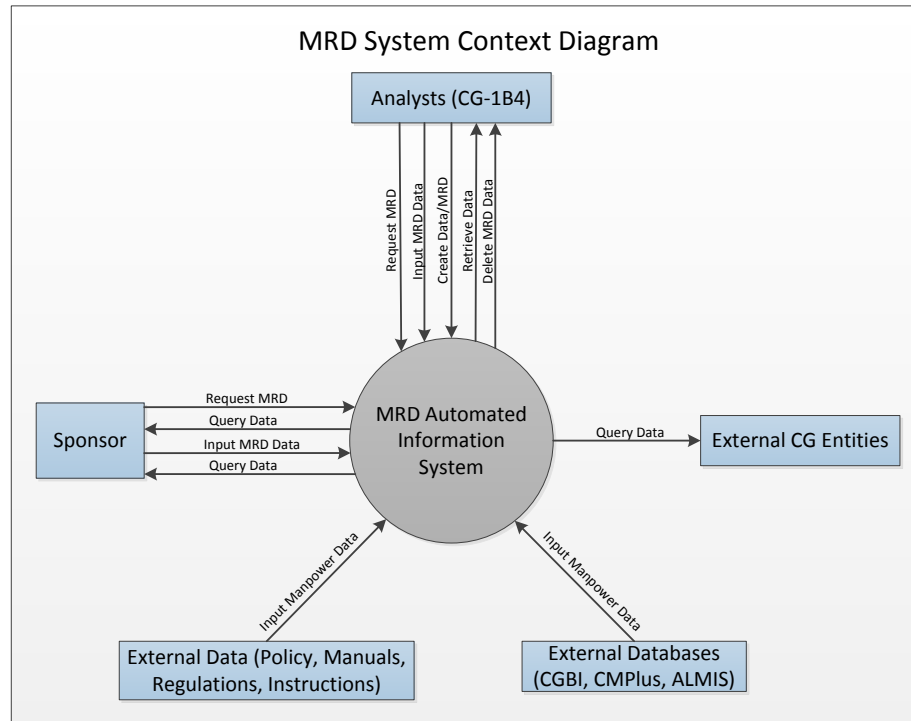 MRD System Context Diagram
Analysts (CG-1B4)
Request MRD
Input MRD Data
Create Data/MRD
Retrieve Data
Delete MRD Data
Sponsor
Request MRD
Query Data
Input MRD Data
Query Data
MRD Automated
Information
System
Query Data
External CG Entities
Input Manpower Data
Input Manpower Data
External Data (Policy, Manuals,
Regulations, Instructions)
External Databases
(CGBI, CMPlus, ALMIS)